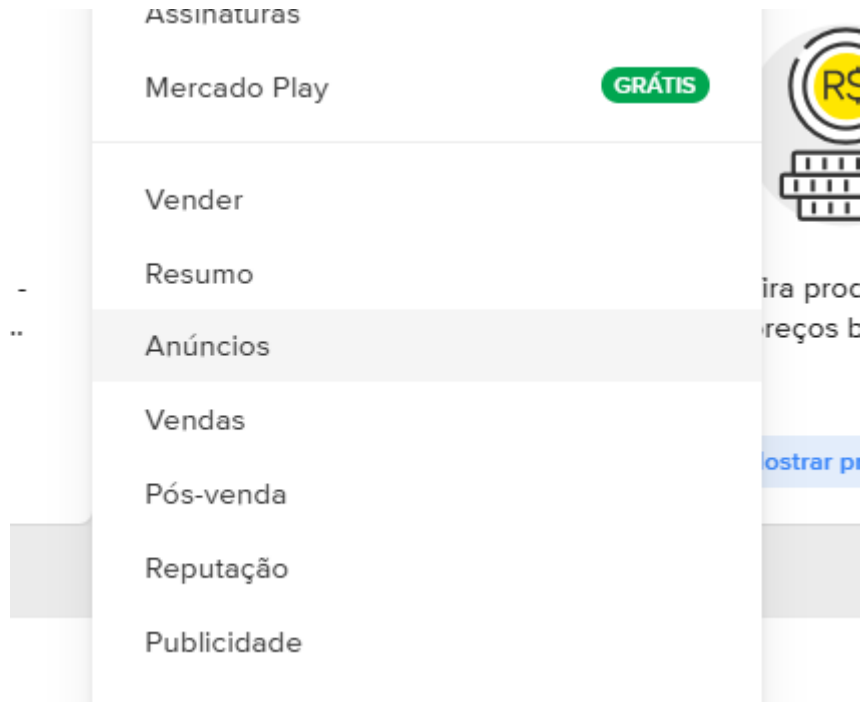 Assinaturas
Mercado Play GRÁTIS
R$
Vender
Resumo
-
Anúncios
..
Vendas
Pós-venda
Reputação
Publicidade